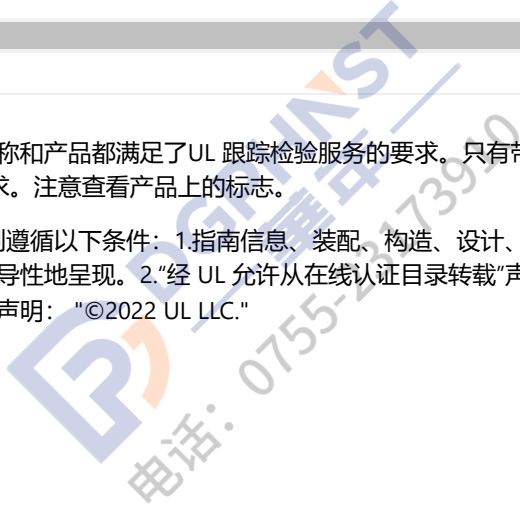 称和产品都满足了UL 跟踪检验服务的要求。只有带
求。注意查看产品上的标志。
则遵循以下条件：1.指南信息、装配、构造、设计、
导性地呈现。2.“经 UL 允许从在线认证目录转载”声
声明： "©2022 UL LLC."
DGPHNST
电话：0755-23173910